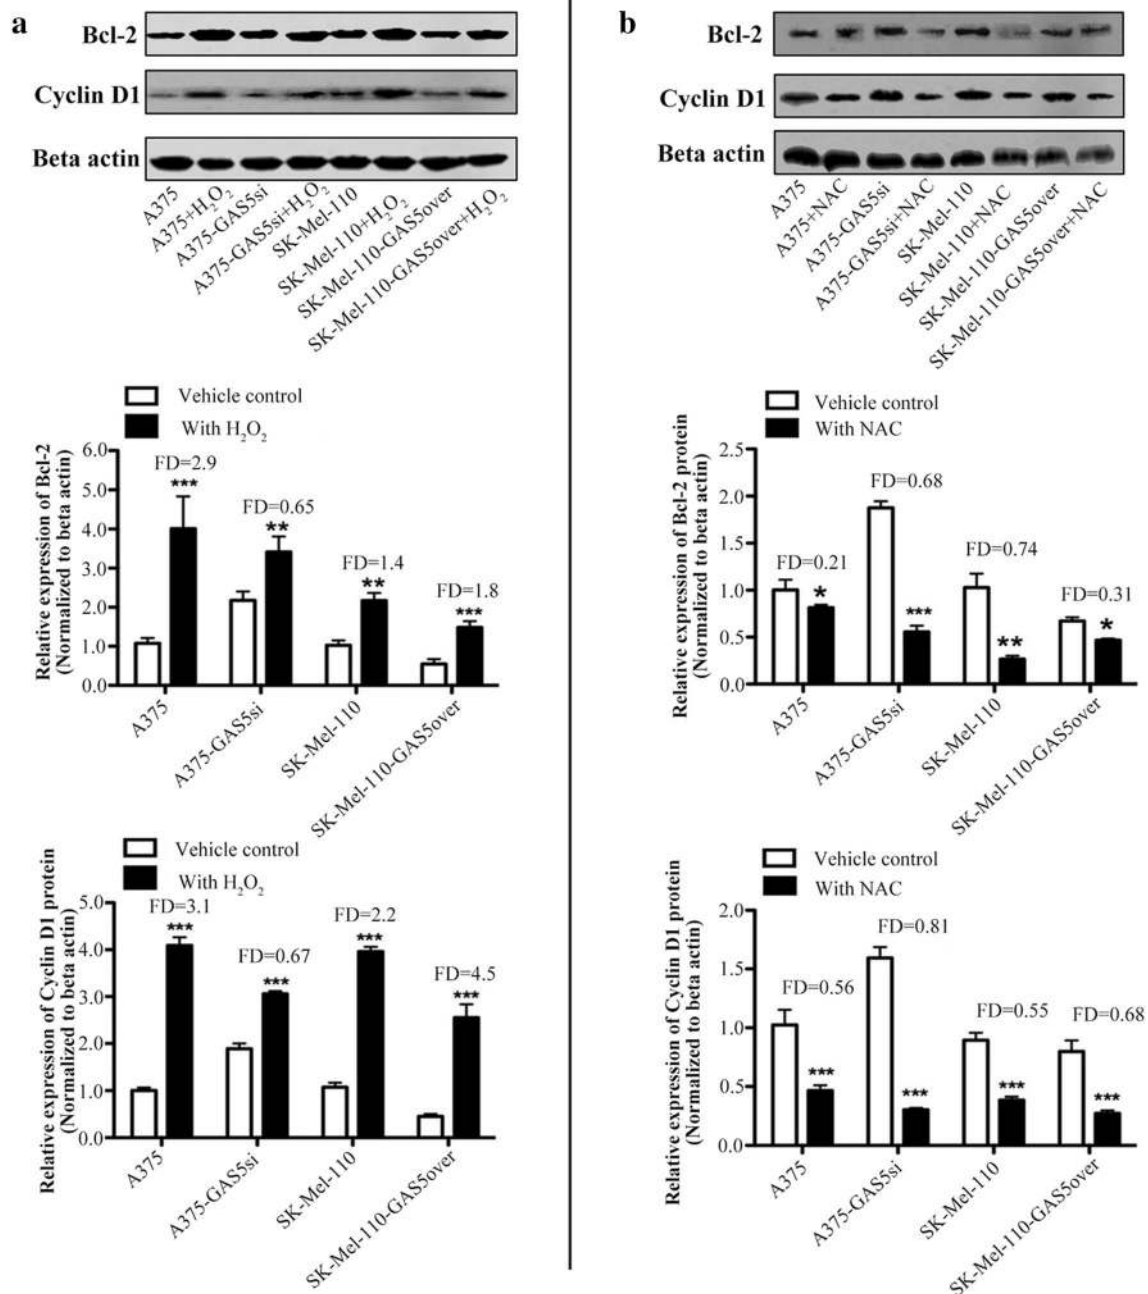 a
Bcl-2
Cyclin D1
Beta actin
A375
A375+H₂O₂
A375-GAS5si
A375-GAS5si+H₂O₂
SK-Mel-110
SK-Mel-110+H₂O₂
SK-Mel-110-GAS5over
SK-Mel-110-GAS5over+H₂O₂
Vehicle control
With H₂O₂
Relative expression of Bcl-2
(Normalized to beta actin)
6.0
5.0
4.0
3.0
2.0
1.0
0.0
FD=2.9
***
FD=0.65
**
FD=1.4
**
FD=1.8
***
A375
A375-GAS5si
SK-Mel-110
SK-Mel-110-GAS5over
Vehicle control
With H₂O₂
Relative expression of Cyclin D1 protein
(Normalized to beta actin)
5.0
4.0
3.0
2.0
1.0
0.0
FD=3.1
***
FD=0.67
***
FD=2.2
***
FD=4.5
***
A375
A375-GAS5si
SK-Mel-110
SK-Mel-110-GAS5over
b
Bcl-2
Cyclin D1
Beta actin
A375
A375+NAC
A375-GAS5si
A375-GAS5si+NAC
SK-Mel-110
SK-Mel-110+NAC
SK-Mel-110-GAS5over
SK-Mel-110-GAS5over+NAC
Vehicle control
With NAC
Relative expression of Bcl-2 protein
(Normalized to beta actin)
2.5
2.0
1.5
1.0
0.5
0.0
FD=0.21
*
FD=0.68
***
FD=0.74
**
FD=0.31
*
A375
A375-GAS5si
SK-Mel-110
SK-Mel-110-GAS5over
Vehicle control
With NAC
Relative expression of Cyclin D1 protein
(Normalized to beta actin)
2.0
1.5
1.0
0.5
0.0
FD=0.56
***
FD=0.81
***
FD=0.55
***
FD=0.68
***
A375
A375-GAS5si
SK-Mel-110
SK-Mel-110-GAS5over